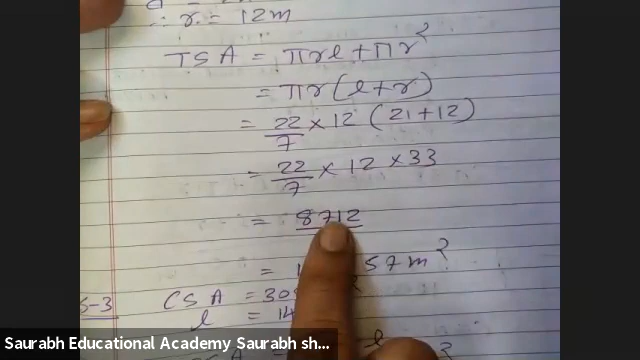 ∴ r = 12m
TSA = πrl + πr²
= πr(l+r)
= 22/7 × 12 (21+12)
= 22/7 × 12 × 33
= 8712
= 57m²
S-3
CSA = 30
l = 14
Saurabh Educational Academy Saurabh sh...